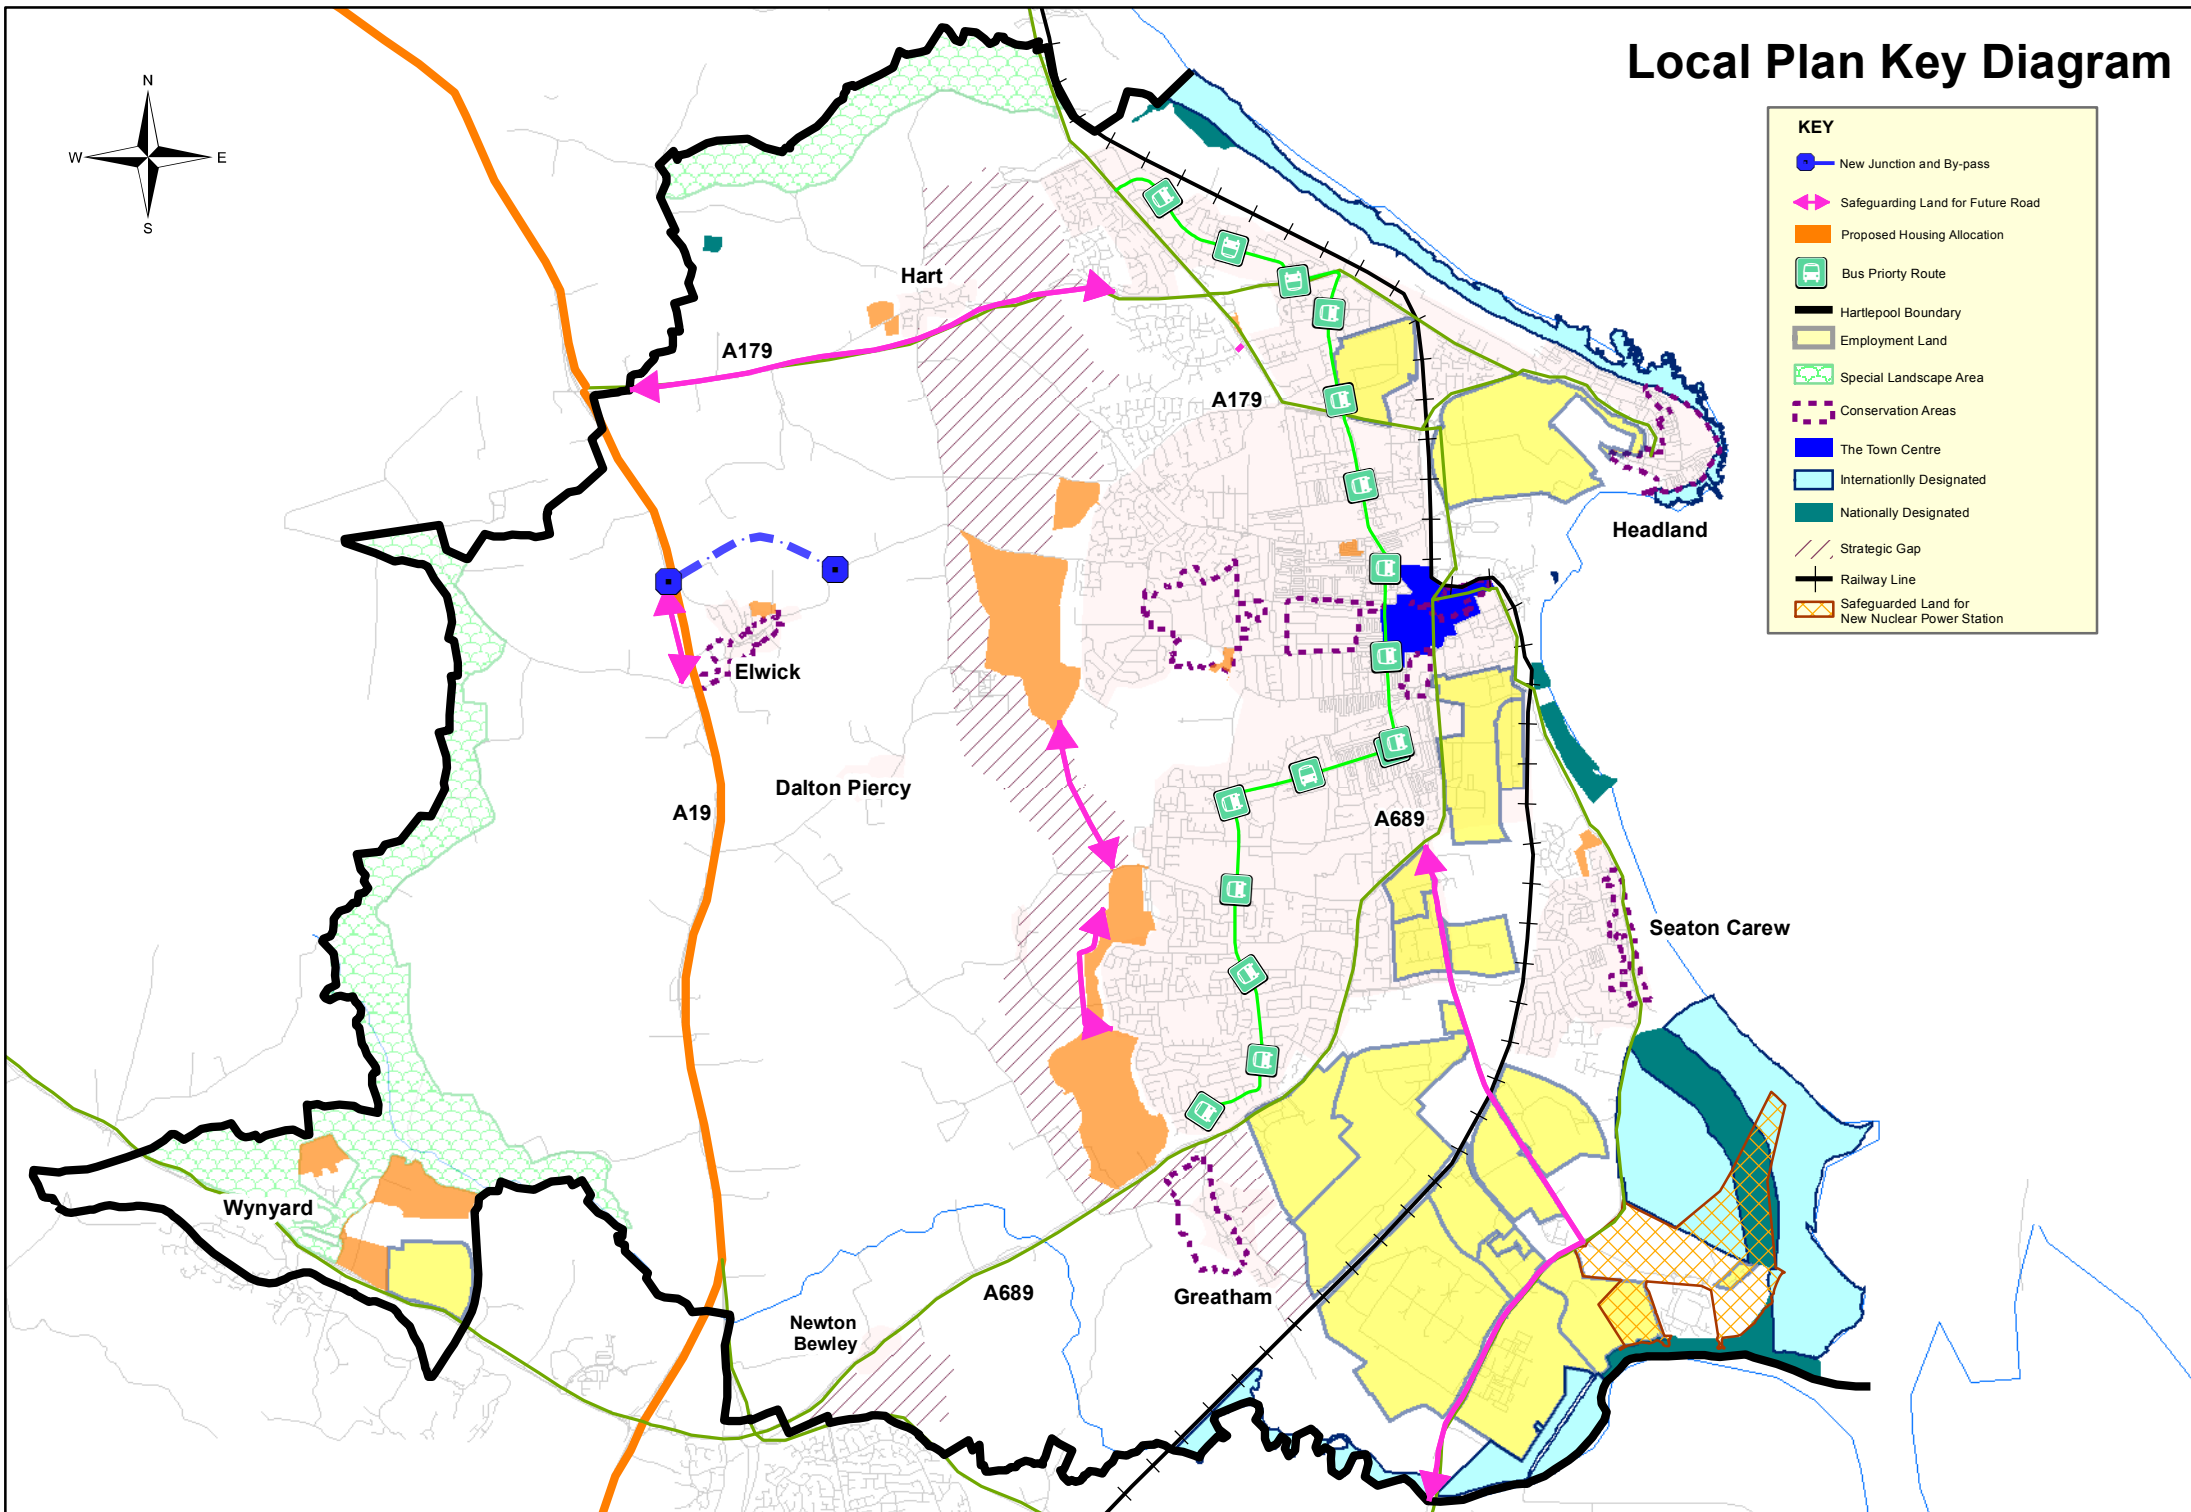 Local Plan Key Diagram
N
W
E
S
KEY
New Junction and By-pass
Safeguarding Land for Future Road
Proposed Housing Allocation
Bus Priorty Route
Hartlepool Boundary
Employment Land
Special Landscape Area
Conservation Areas
The Town Centre
Internationlly Designated
Nationally Designated
Strategic Gap
Railway Line
Safeguarded Land for
New Nuclear Power Station
Hart
A179
A179
Headland
Elwick
Dalton Piercy
A19
A689
Seaton Carew
Wynyard
Greatham
A689
Newton
Bewley